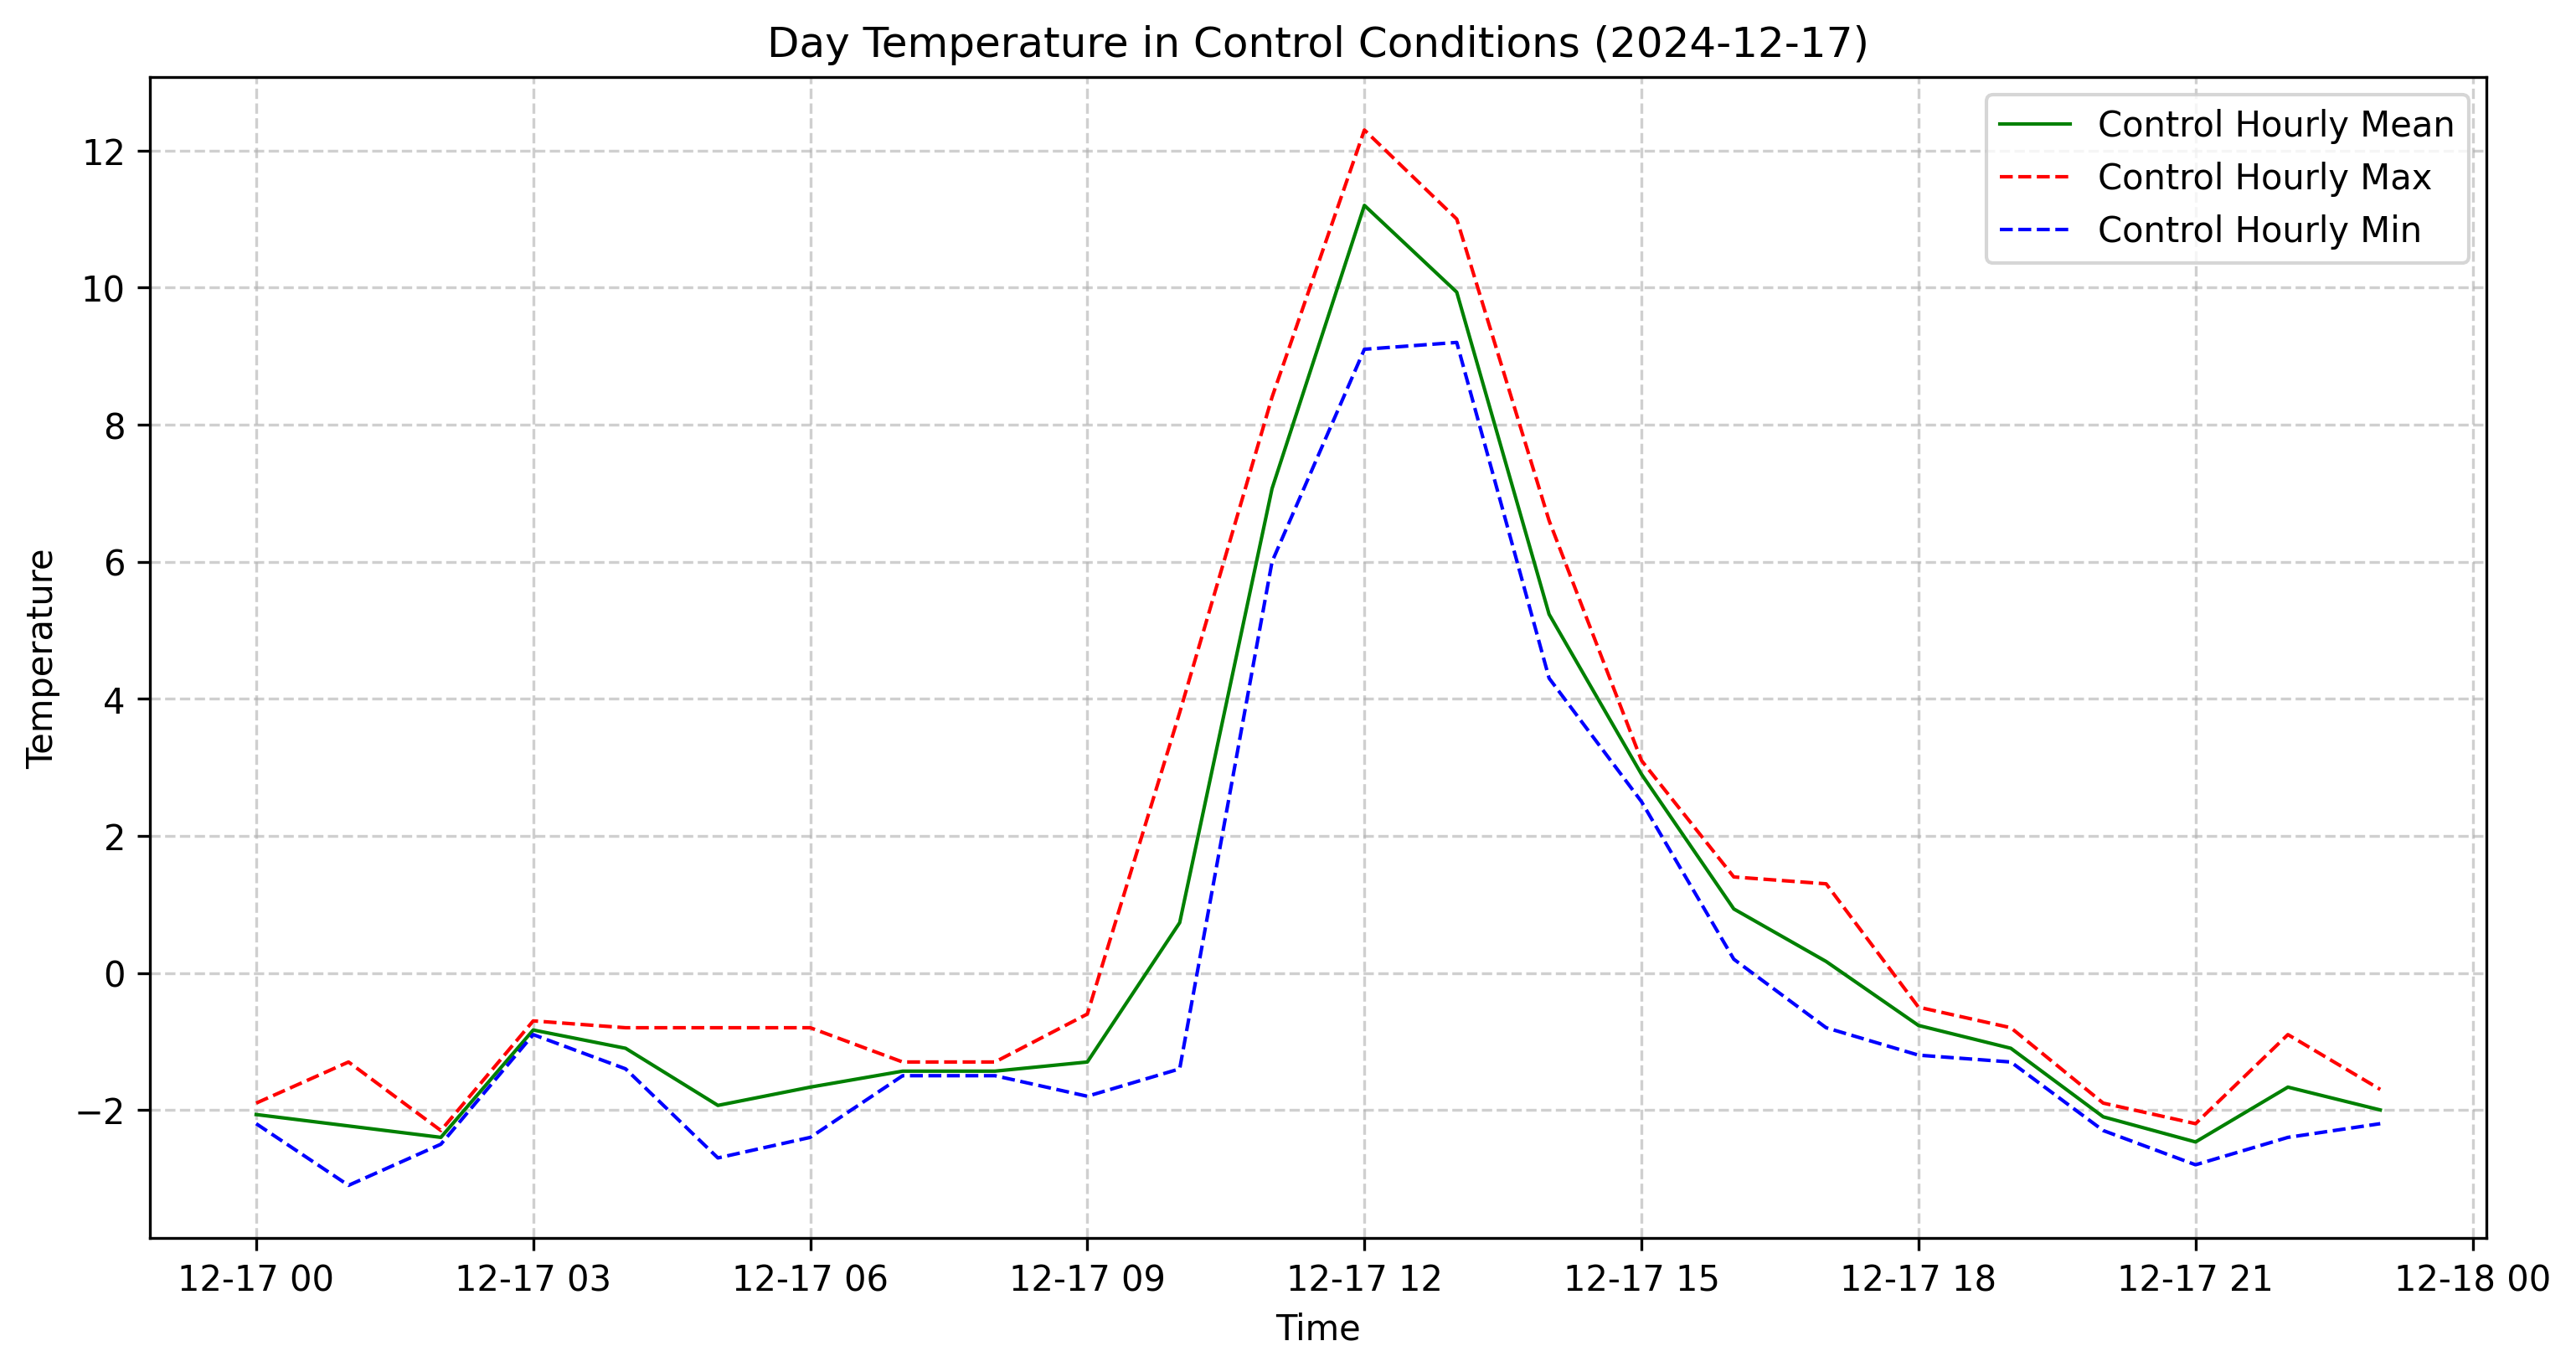 Day Temperature in Control Conditions (2024-12-17)
Control Hourly Mean
Control Hourly Max
Control Hourly Min
12
10
8
6
4
2
0
−2
Temperature
12-17 00
12-17 03
12-17 06
12-17 09
12-17 12
12-17 15
12-17 18
12-17 21
12-18 00
Time